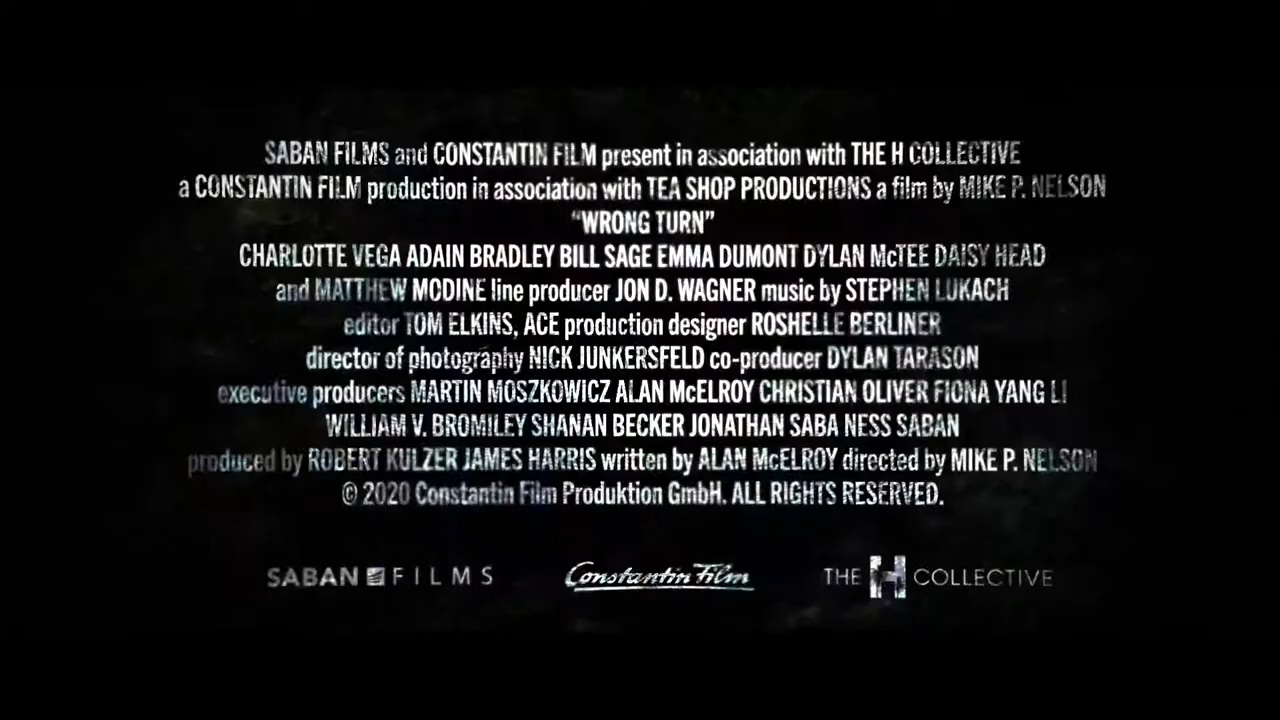 SABAN FILMS and CONSTANTIN FILM present in association with THE H COLLECTIVE
a CONSTANTIN FILM production in association with TEA SHOP PRODUCTIONS a film by MIKE P. NELSON
“WRONG TURN”
CHARLOTTE VEGA ADAIN BRADLEY BILL SAGE EMMA DUMONT DYLAN McTEE DAISY HEAD
and MATTHEW MODINE line producer JON D. WAGNER music by STEPHEN LUKACH
editor TOM ELKINS, ACE production designer ROSHELLE BERLINER
director of photography NICK JUNKERSFELD co-producer DYLAN TARASON
executive producers MARTIN MOSZKOWICZ ALAN McELROY CHRISTIAN OLIVER FIONA YANG LI
WILLIAM V. BROMILEY SHANAN BECKER JONATHAN SABA NESS SABAN
produced by ROBERT KULZER JAMES HARRIS written by ALAN McELROY directed by MIKE P. NELSON
© 2020 Constantin Film Produktion GmbH. ALL RIGHTS RESERVED.
SABAN FILMS Constantin Film THE H COLLECTIVE